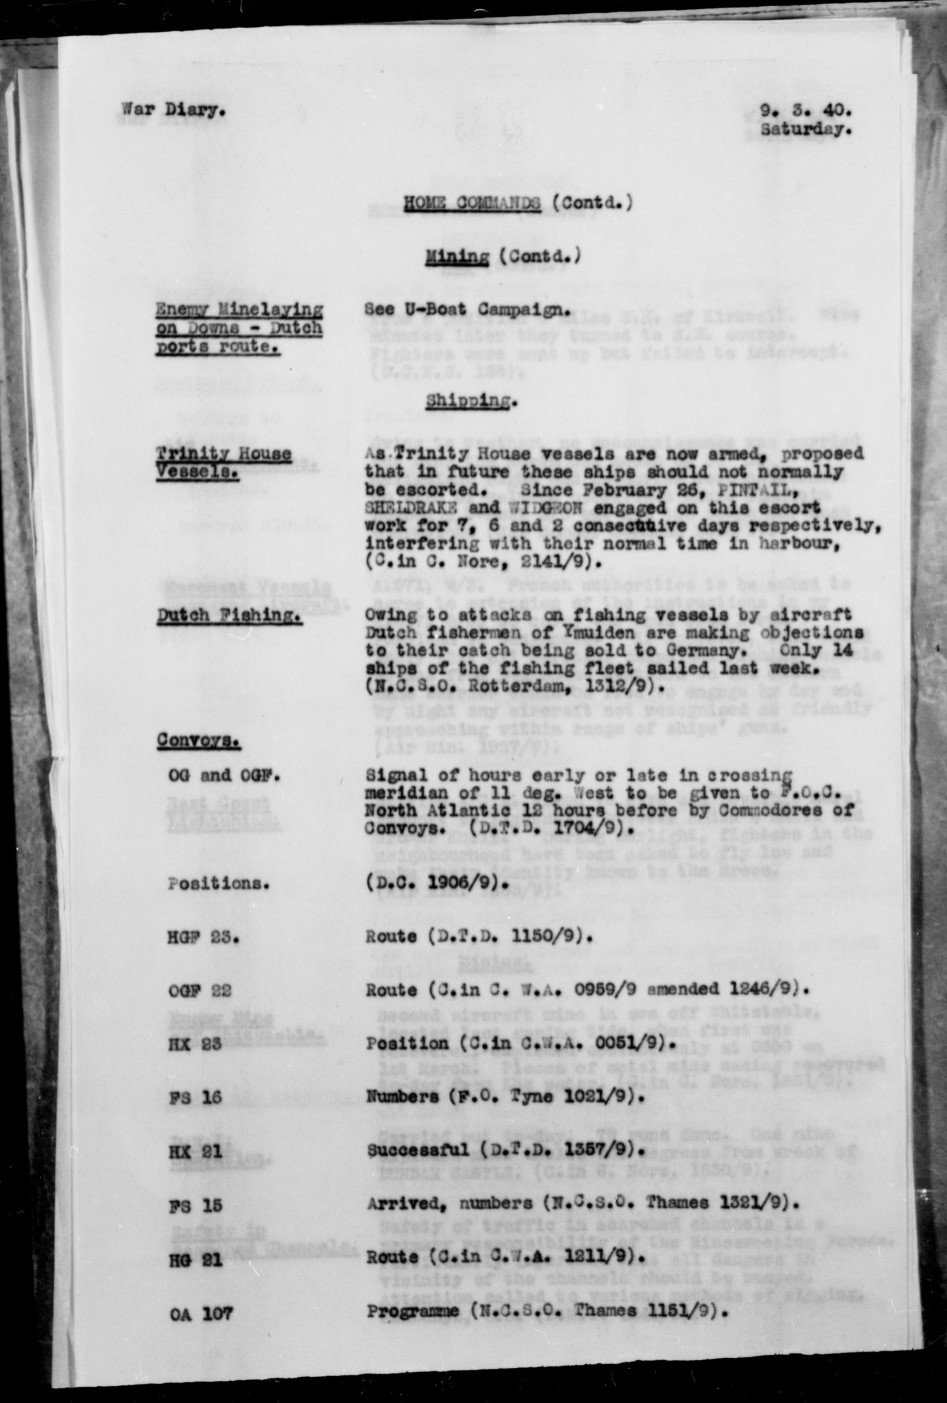 War Diary.
9. 3. 40.
Saturday.
HOME COMMANDS (Contd.)
Mining (Contd.)
Enemy Minelaying
on Downs - Dutch
ports route.
See U-Boat Campaign.
Shipping.
Trinity House
Vessels.
As Trinity House vessels are now armed, proposed
that in future these ships should not normally
be escorted. Since February 26, PINTAIL,
SHELDRAKE and WIDGEON engaged on this escort
work for 7, 6 and 2 consecutive days respectively,
interfering with their normal time in harbour,
(C.in C. Nore, 2141/9).
Dutch Fishing.
Owing to attacks on fishing vessels by aircraft
Dutch fishermen of Ymuiden are making objections
to their catch being sold to Germany. Only 14
ships of the fishing fleet sailed last week.
(N.C.S.O. Rotterdam, 1312/9).
Convoys.
OG and OGF.
Signal of hours early or late in crossing
meridian of 11 deg. West to be given to F.O.C.
North Atlantic 12 hours before by Commodores of
Convoys. (D.T.D. 1704/9).
Positions.
(D.C. 1906/9).
HGF 23.
Route (D.T.D. 1150/9).
OGF 22
Route (C.in C. W.A. 0959/9 amended 1246/9).
HX 23
Position (C.in C.W.A. 0051/9).
FS 16
Numbers (F.O. Tyne 1021/9).
HX 21
Successful (D.T.D. 1357/9).
FS 15
Arrived, numbers (N.C.S.O. Thames 1321/9).
HG 21
Route (C.in C.W.A. 1211/9).
OA 107
Programme (N.C.S.O. Thames 1151/9).